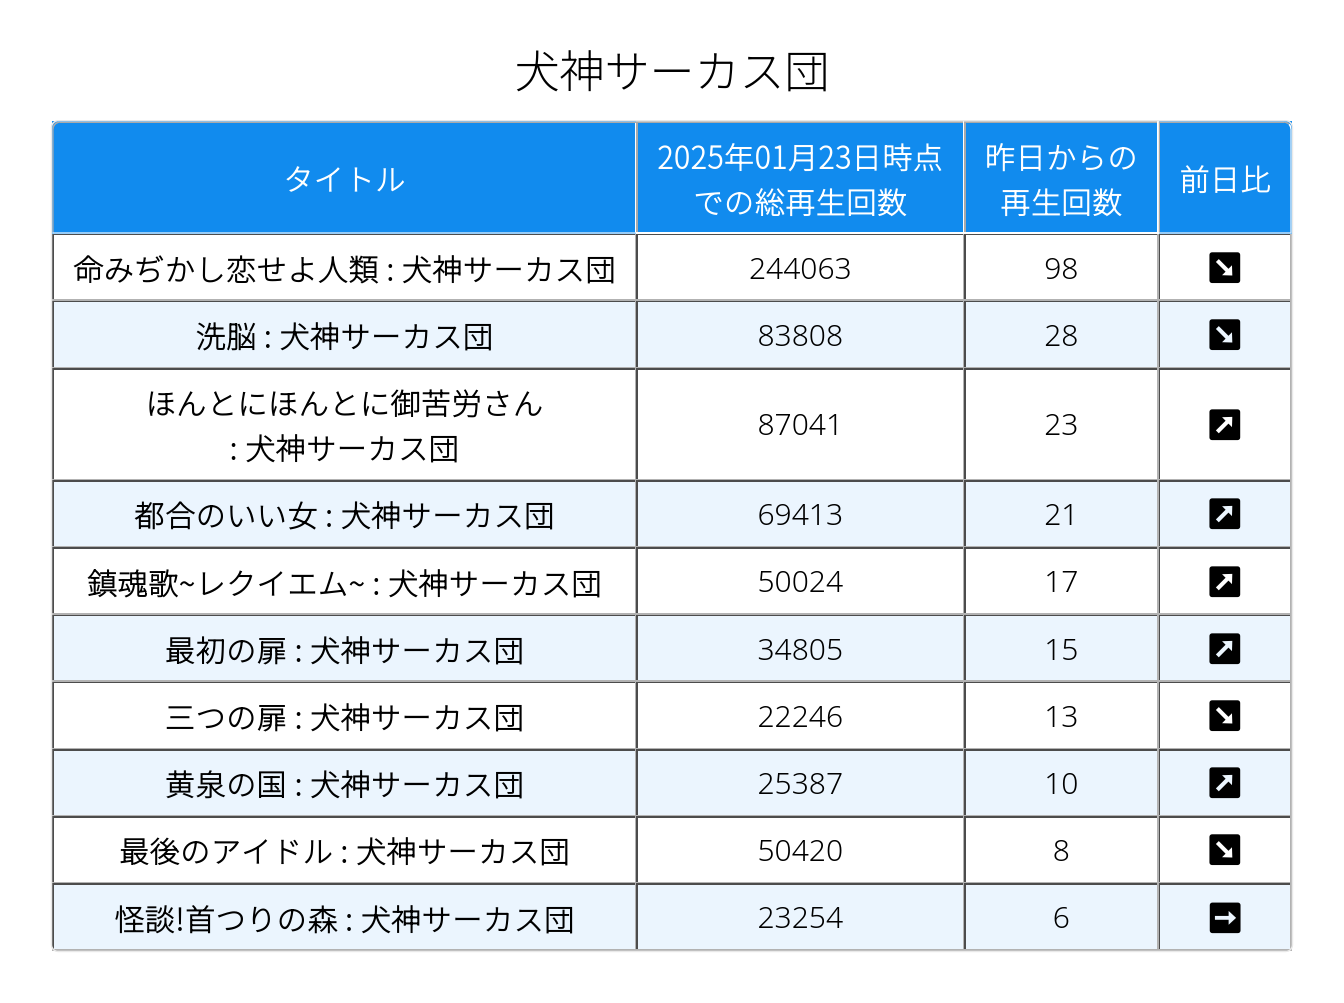 犬神サーカス団
タイトル
2025年01月23日時点
での総再生回数
昨日からの
再生回数
前日比
命みぢかし恋せよ人類 : 犬神サーカス団 244063 98 ↘
洗脳 : 犬神サーカス団 83808 28 ↘
ほんとにほんとに御苦労さん
: 犬神サーカス団 87041 23 ↗
都合のいい女 : 犬神サーカス団 69413 21 ↗
鎮魂歌~レクイエム~ : 犬神サーカス団 50024 17 ↗
最初の扉 : 犬神サーカス団 34805 15 ↗
三つの扉 : 犬神サーカス団 22246 13 ↘
黄泉の国 : 犬神サーカス団 25387 10 ↗
最後のアイドル : 犬神サーカス団 50420 8 ↘
怪談!首つりの森 : 犬神サーカス団 23254 6 →